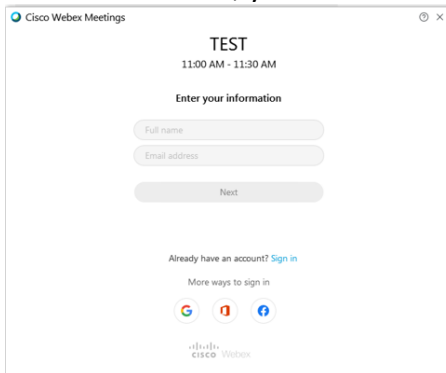 Cisco Webex Meetings
TEST
11:00 AM - 11:30 AM
Enter your information
Full name
Email address
Next
Already have an account? Sign in
More ways to sign in
CISCO Webex